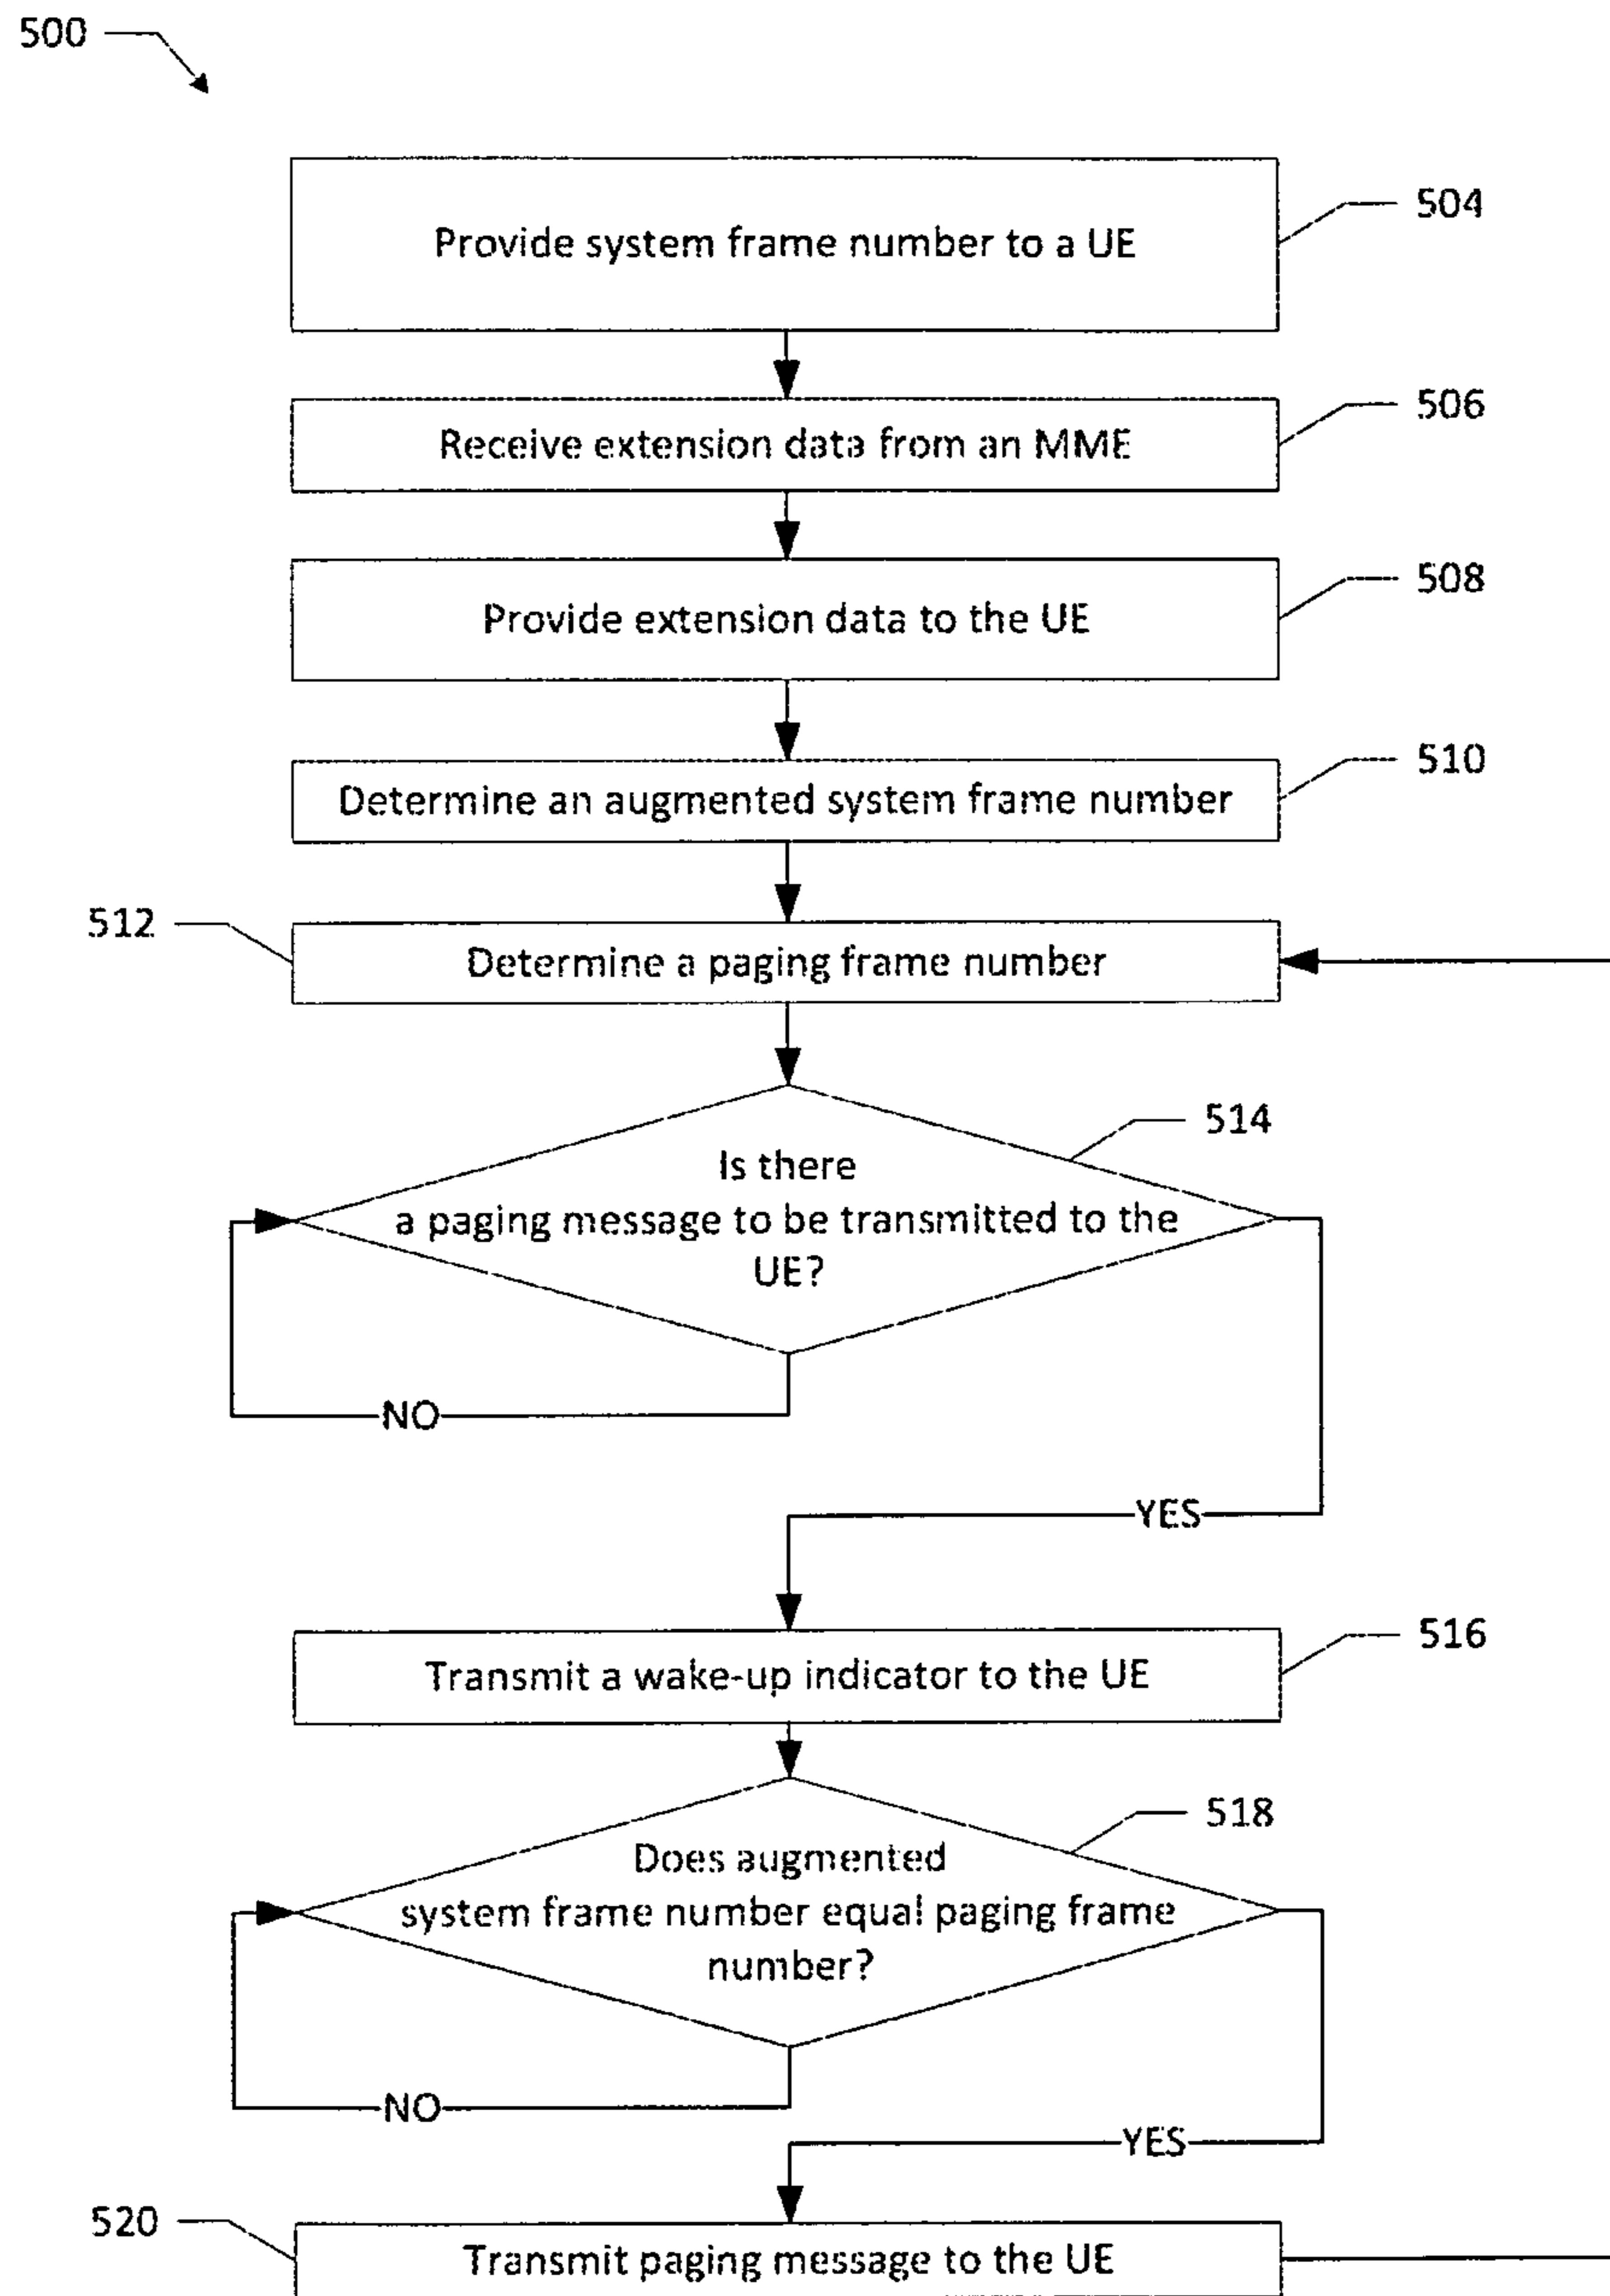 500
Provide system frame number to a UE
504
Receive extension data from an MME
506
Provide extension data to the UE
508
Determine an augmented system frame number
510
512
Determine a paging frame number
Is there
a paging message to be transmitted to the
UE?
514
NO
YES
Transmit a wake-up indicator to the UE
516
Does augmented
system frame number equal paging frame
number?
518
NO
YES
520
Transmit paging message to the UE